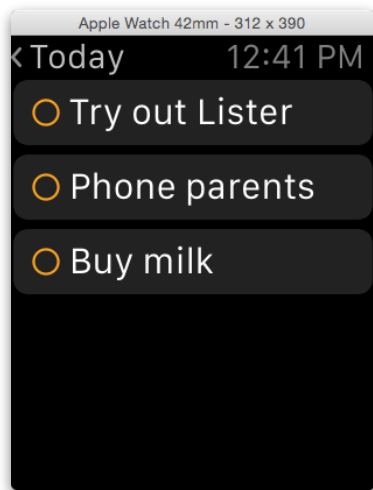 Apple Watch 42mm - 312 x 390
< Today 12:41 PM
Try out Lister
Phone parents
Buy milk